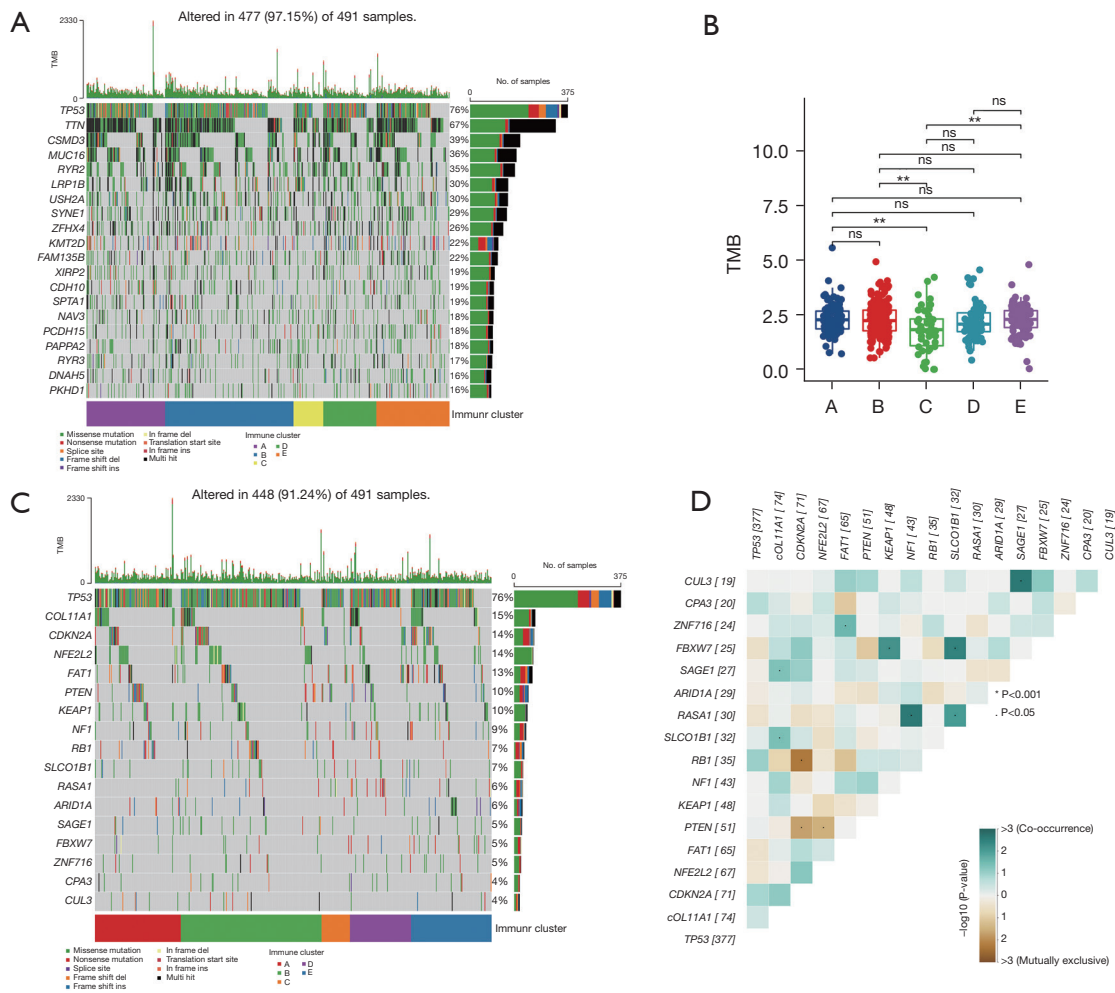 A
Altered in 477 (97.15%) of 491 samples.
2330
TMB
0
No. of samples
0 375
TP53 76%
TTN 67%
CSMD3 39%
MUC16 36%
RYR2 35%
LRP1B 30%
USH2A 30%
SYNE1 29%
ZFHX4 26%
KMT2D 22%
FAM135B 22%
XIRP2 19%
CDH10 19%
SPTA1 19%
NAV3 18%
PCDH15 18%
PAPPA2 18%
RYR3 17%
DNAH5 16%
PKHD1 16%
Immunr cluster
Missense mutation
Nonsense mutation
Splice site
Frame shift del
Frame shift ins
In frame del
Translation start site
In frame ins
Multi hit
Immune cluster
A
B
C
D
E
B
ns
**
ns
ns
ns
**
ns
ns
**
ns
TMB
10.0
7.5
5.0
2.5
0.0
A B C D E
C
Altered in 448 (91.24%) of 491 samples.
2330
TMB
0
No. of samples
0 375
TP53 76%
COL11A1 15%
CDKN2A 14%
NFE2L2 14%
FAT1 13%
PTEN 10%
KEAP1 10%
NF1 9%
RB1 7%
SLCO1B1 7%
RASA1 6%
ARID1A 6%
SAGE1 5%
FBXW7 5%
ZNF716 5%
CPA3 4%
CUL3 4%
Immunr cluster
Missense mutation
Nonsense mutation
Splice site
Frame shift del
Frame shift ins
In frame del
Translation start site
In frame ins
Multi hit
Immune cluster
A
B
C
D
E
D
TP53 [377]
cOL11A1 [74]
CDKN2A [ 71]
NFE2L2 [ 67]
FAT1 [ 65]
PTEN [ 51]
KEAP1 [ 48]
NF1 [ 43]
RB1 [ 35]
SLCO1B1 [ 32]
RASA1 [ 30]
ARID1A [ 29]
SAGE1 [27]
FBXW7 [ 25]
ZNF716 [ 24]
CPA3 [ 20]
CUL3 [ 19]
CUL3 [ 19]
CPA3 [ 20]
ZNF716 [ 24]
FBXW7 [ 25]
SAGE1 [ 27]
ARID1A [ 29]
RASA1 [ 30]
SLCO1B1 [ 32]
RB1 [ 35]
NF1 [ 43]
KEAP1 [ 48]
PTEN [ 51]
FAT1 [ 65]
NFE2L2 [ 67]
CDKN2A [ 71]
cOL11A1 [ 74]
TP53 [377]
* P<0.001
. P<0.05
–log10 (P-value)
>3 (Co-occurrence)
2
1
0
1
2
>3 (Mutually exclusive)